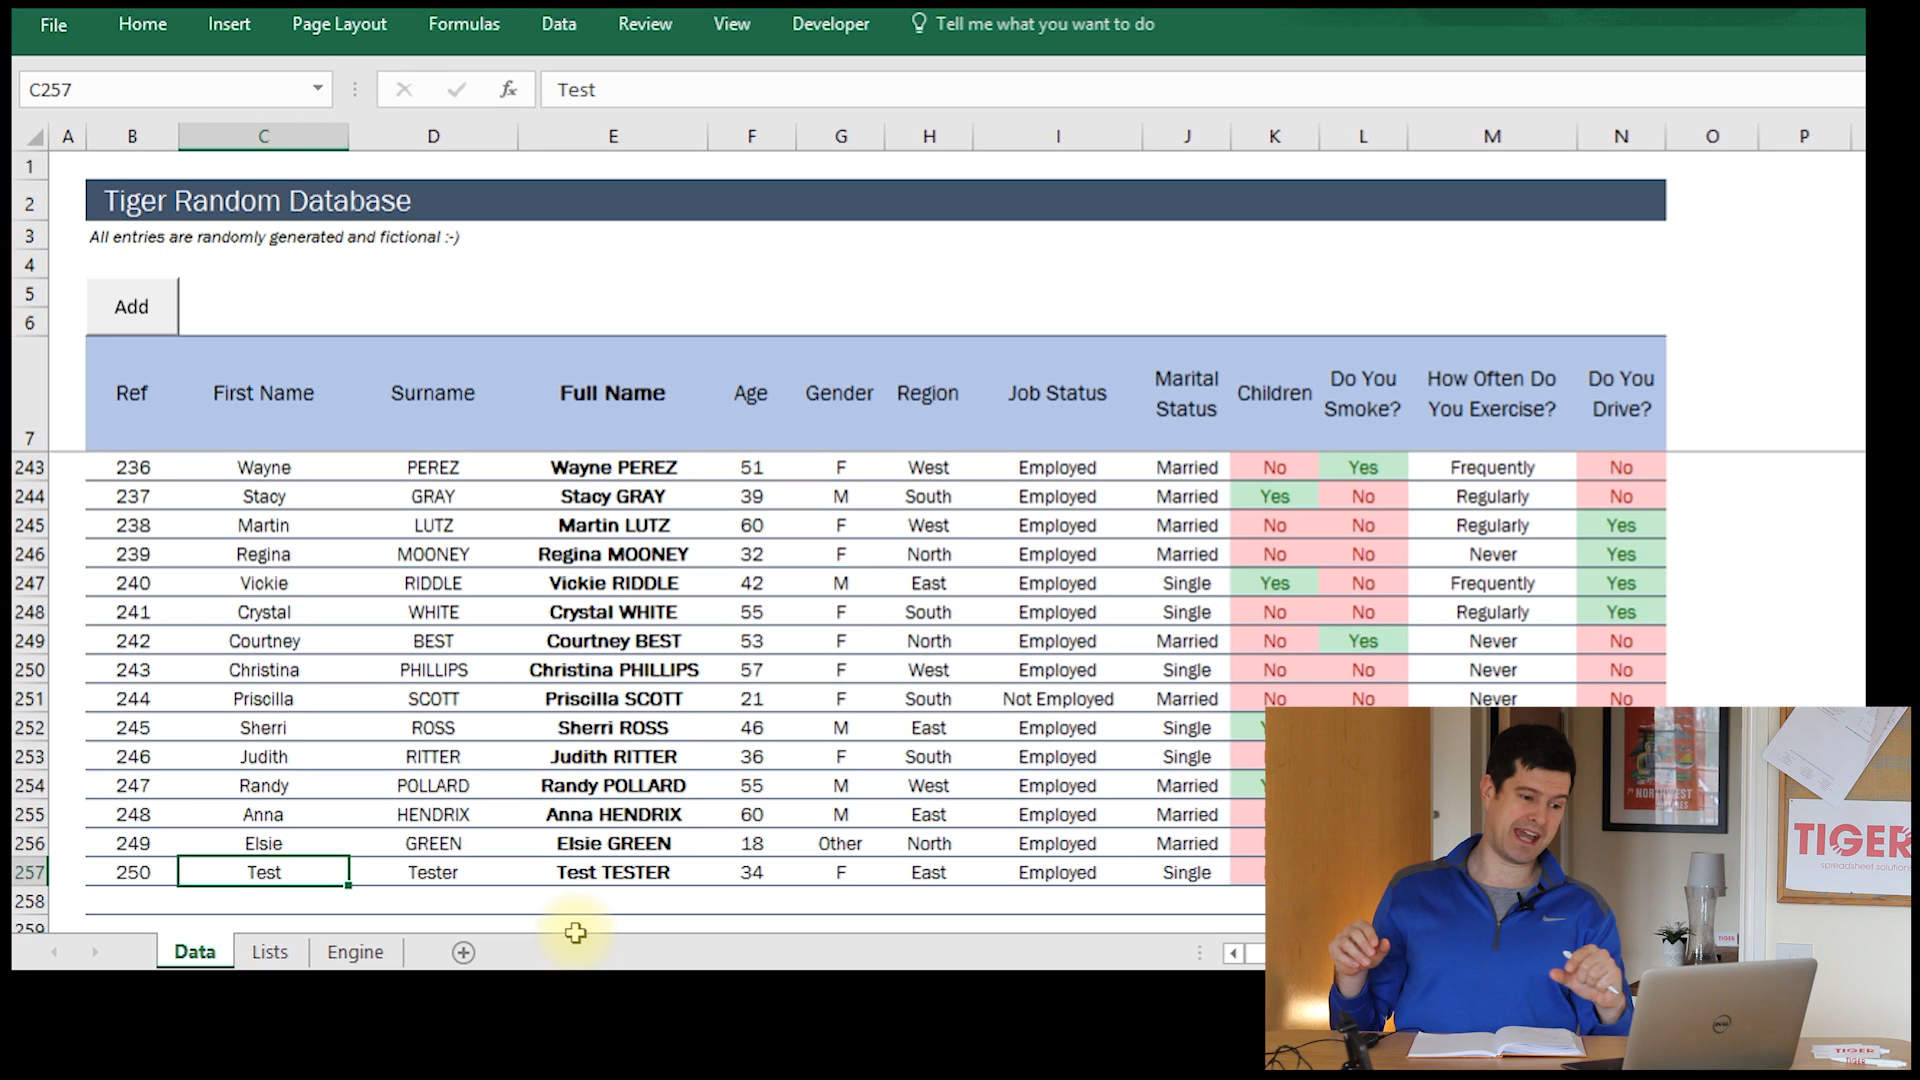 File Home Insert Page Layout Formulas Data Review View Developer Tell me what you want to do
C257 fx Test
A B C D E F G H I J K L M N O P
1
2 Tiger Random Database
3 All entries are randomly generated and fictional :-)
4
5
Add
6
7 Ref First Name Surname Full Name Age Gender Region Job Status Marital Status Children Do You Smoke? How Often Do You Exercise? Do You Drive?
243 236 Wayne PEREZ Wayne PEREZ 51 F West Employed Married No Yes Frequently No
244 237 Stacy GRAY Stacy GRAY 39 M South Employed Married Yes No Regularly No
245 238 Martin LUTZ Martin LUTZ 60 F West Employed Married No No Regularly Yes
246 239 Regina MOONEY Regina MOONEY 32 F North Employed Married No No Never Yes
247 240 Vickie RIDDLE Vickie RIDDLE 42 M East Employed Single Yes No Frequently Yes
248 241 Crystal WHITE Crystal WHITE 55 F South Employed Single No No Regularly Yes
249 242 Courtney BEST Courtney BEST 53 F North Employed Married No Yes Never No
250 243 Christina PHILLIPS Christina PHILLIPS 57 F West Employed Single No No Never No
251 244 Priscilla SCOTT Priscilla SCOTT 21 F South Not Employed Married No No Never No
252 245 Sherri ROSS Sherri ROSS 46 M East Employed Single
253 246 Judith RITTER Judith RITTER 36 F South Employed Single
254 247 Randy POLLARD Randy POLLARD 55 M West Employed Married
255 248 Anna HENDRIX Anna HENDRIX 60 M East Employed Married
256 249 Elsie GREEN Elsie GREEN 18 Other North Employed Married
257 250 Test Tester Test TESTER 34 F East Employed Single
258
259
Data Lists Engine
NORTHWEST
TIGER
spreadsheet solutions
TIGER
DELL
TIGER
TIGER